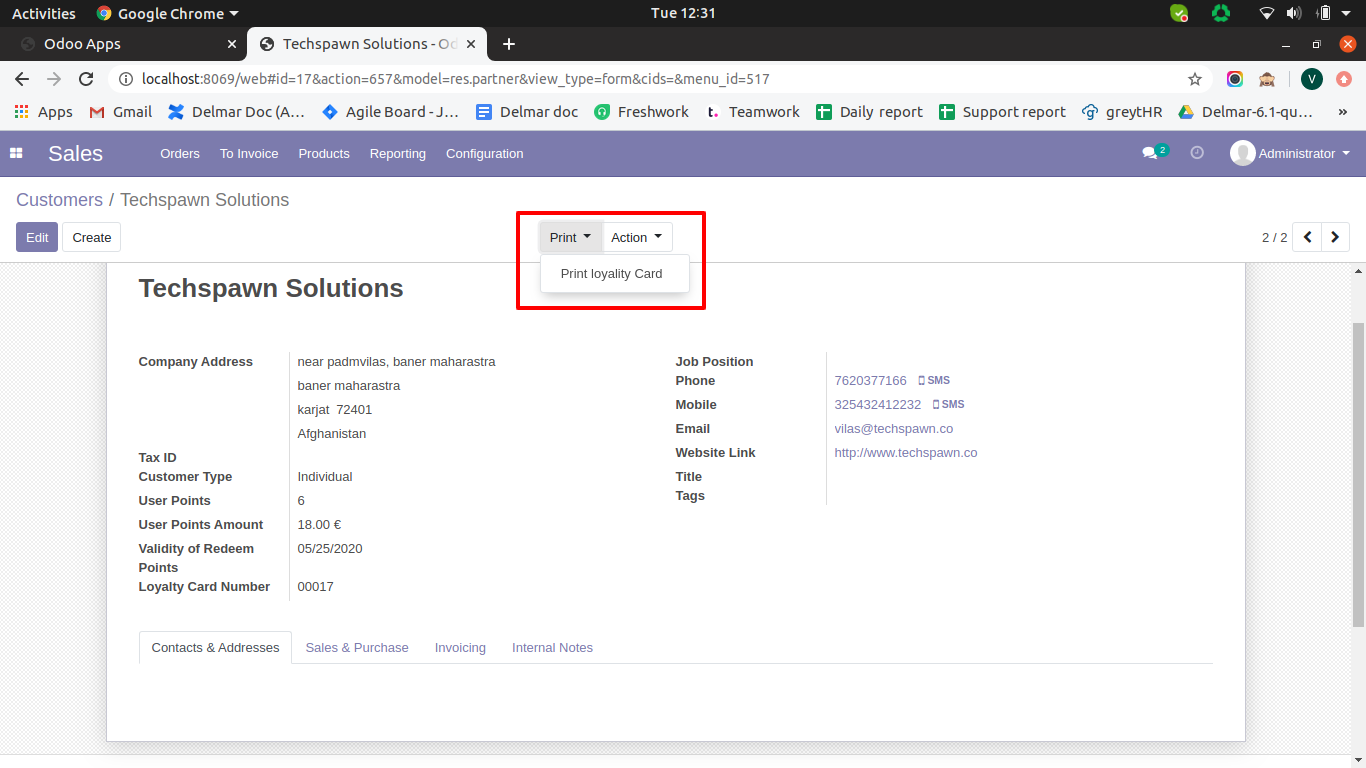 Activities Google Chrome Tue 12:31
Odoo Apps Techspawn Solutions - Od
localhost:8069/web#id=17&action=657&model=res.partner&view_type=form&cids=&menu_id=517 V
Apps Gmail Delmar Doc (A... Agile Board - J... Delmar doc Freshwork t. Teamwork Daily report Support report greytHR Delmar-6.1-qu... »
Sales Orders To Invoice Products Reporting Configuration 2 Administrator
Customers / Techspawn Solutions
Edit Create Print Action 2 / 2
Print loyality Card
Techspawn Solutions
Company Address near padmvilas, baner maharastra
baner maharastra
karjat 72401
Afghanistan
Tax ID
Customer Type Individual
User Points 6
User Points Amount 18.00 €
Validity of Redeem Points 05/25/2020
Loyalty Card Number 00017
Job Position
Phone 7620377166 SMS
Mobile 325432412232 SMS
Email vilas@techspawn.co
Website Link http://www.techspawn.co
Title
Tags
Contacts & Addresses Sales & Purchase Invoicing Internal Notes